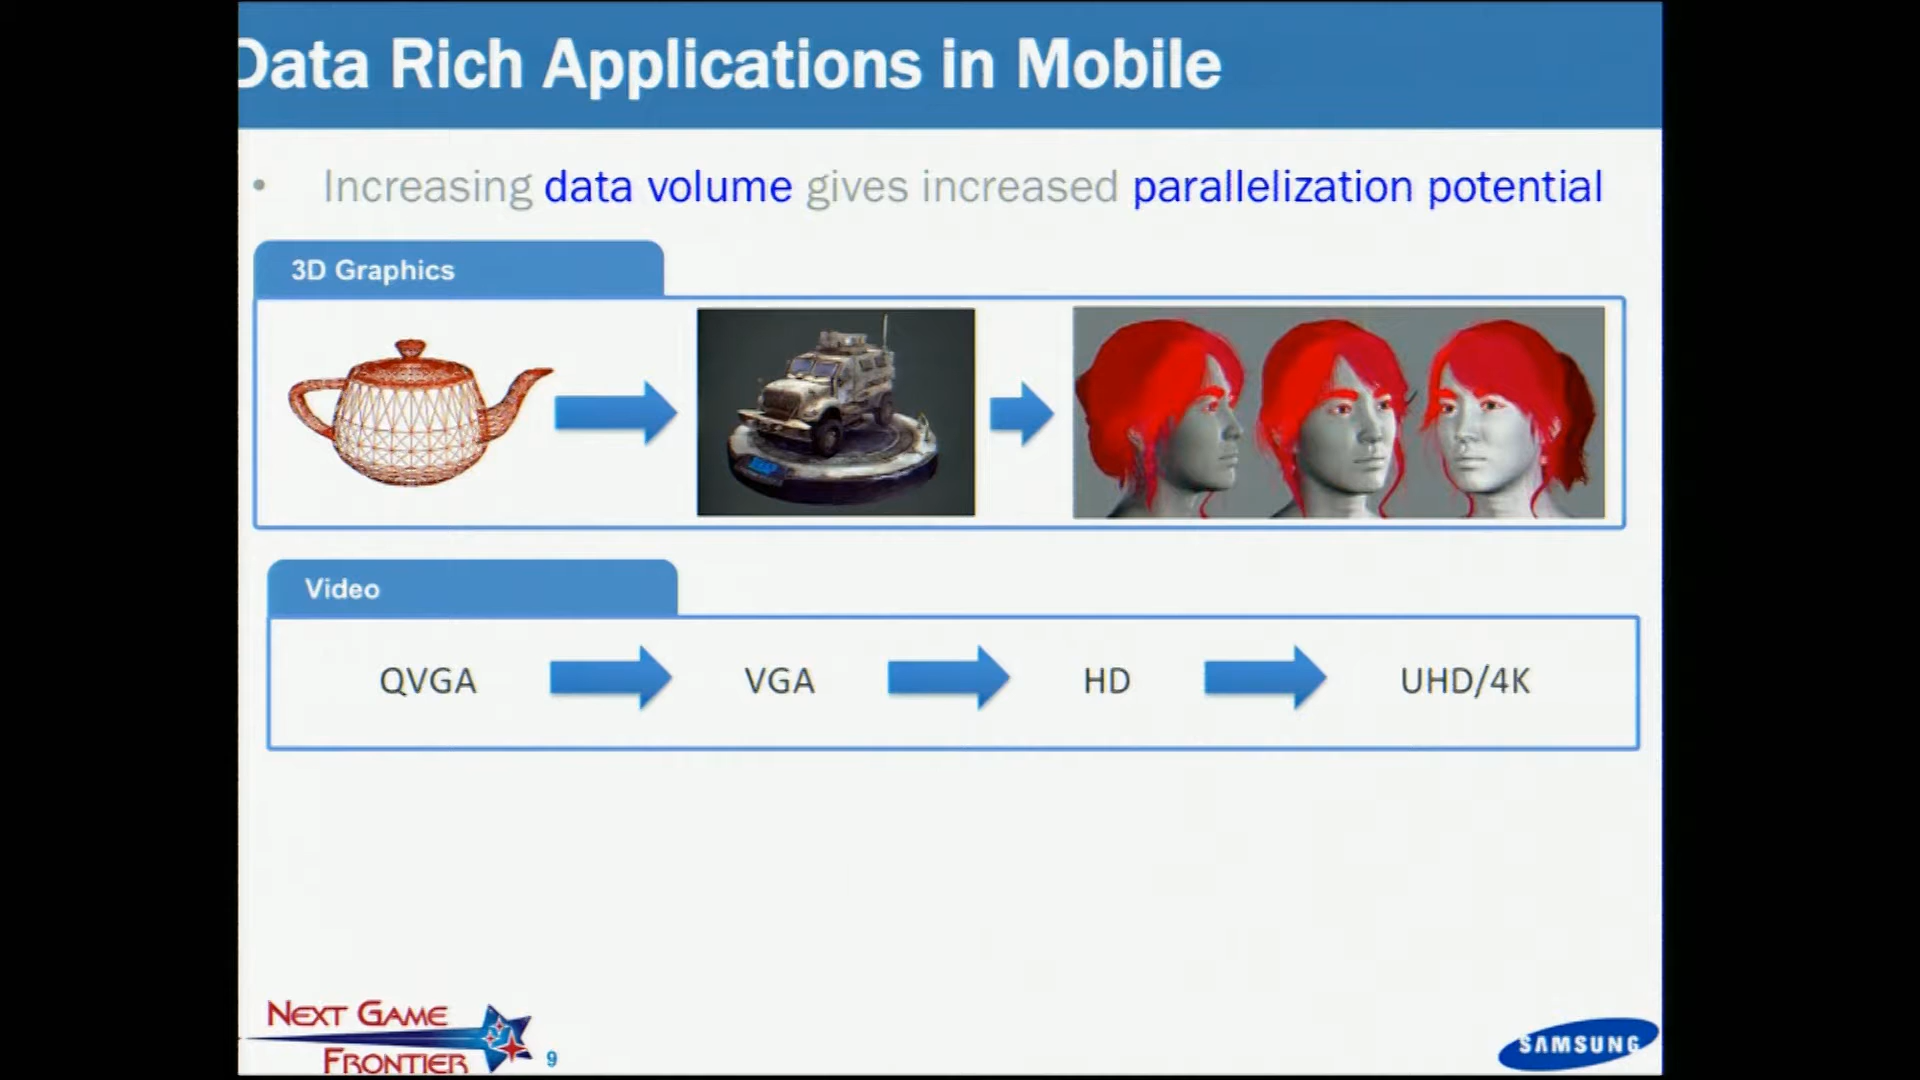 Data Rich Applications in Mobile
• Increasing data volume gives increased parallelization potential
3D Graphics
Video
QVGA
VGA
HD
UHD/4K
NEXT GAME
FRONTIER
9
SAMSUNG